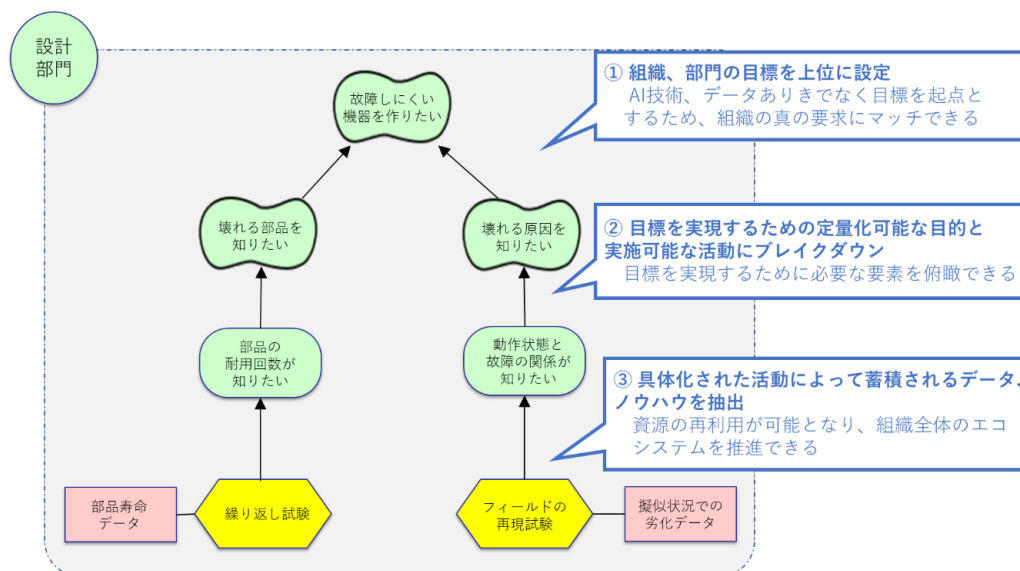 設計
部門
故障しにくい
機器を作りたい
① 組織、部門の目標を上位に設定
AI技術、データありきでなく目標を起点と
するため、組織の真の要求にマッチできる
壊れる部品を
知りたい
壊れる原因を
知りたい
② 目標を実現するための定量化可能な目的と
実施可能な活動にブレイクダウン
目標を実現するために必要な要素を俯瞰できる
部品の
耐用回数が
知りたい
動作状態と
故障の関係が
知りたい
③ 具体化された活動によって蓄積されるデータ、
ノウハウを抽出
資源の再利用が可能となり、組織全体のエコ
システムを推進できる
部品寿命
データ
繰り返し試験
フィールドの
再現試験
擬似状況での
劣化データ